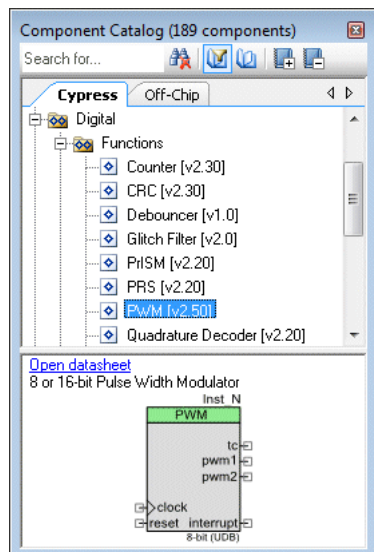 Component Catalog (189 components)
Search for...
Cypress Off-Chip
Digital
Functions
Counter [v2.30]
CRC [v2.30]
Debouncer [v1.0]
Glitch Filter [v2.0]
PrISM [v2.20]
PRS [v2.20]
PWM [v2.50]
Quadrature Decoder [v2.20]
Open datasheet
8 or 16-bit Pulse Width Modulator
Inst_N
PWM
tc
pwm1
pwm2
clock
reset interrupt
8-bit (UDB)